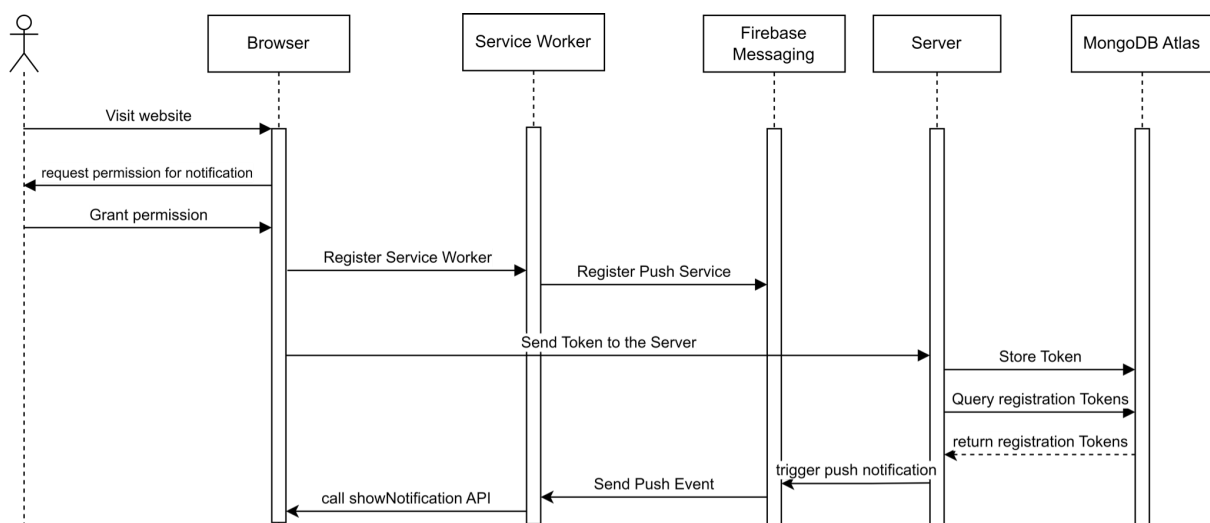 Browser
Service Worker
Firebase
Messaging
Server
MongoDB Atlas
Visit website
request permission for notification
Grant permission
Register Service Worker
Register Push Service
Send Token to the Server
Store Token
Query registration Tokens
return registration Tokens
trigger push notification
Send Push Event
call showNotification API